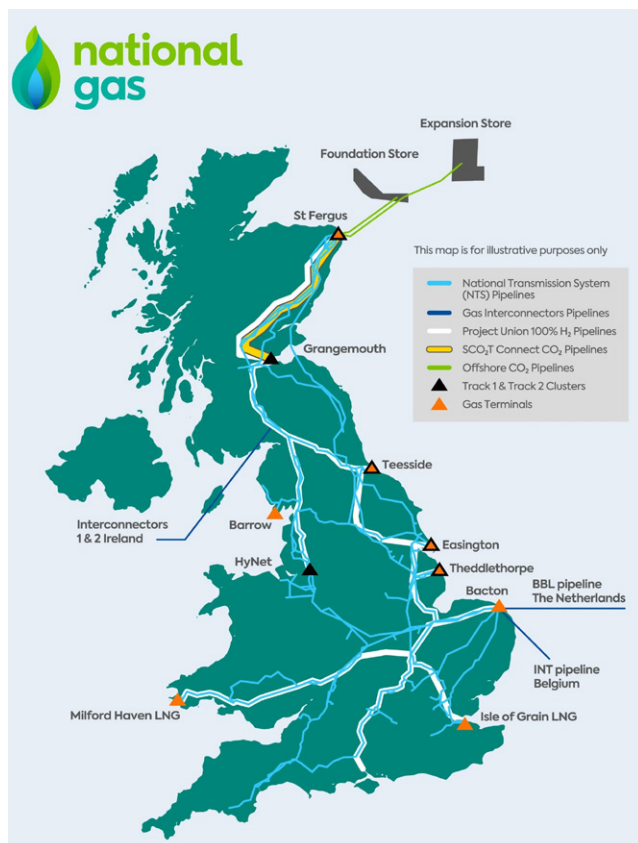 national
gas
Expansion Store
Foundation Store
St Fergus
This map is for illustrative purposes only
National Transmission System
(NTS) Pipelines
Gas Interconnectors Pipelines
Project Union 100% H₂ Pipelines
SCO₂T Connect CO₂ Pipelines
Offshore CO₂ Pipelines
Track 1 & Track 2 Clusters
Gas Terminals
Grangemouth
Teesside
Interconnectors
1 & 2 Ireland
Barrow
Easington
HyNet
Theddlethorpe
Bacton
BBL pipeline
The Netherlands
INT pipeline
Belgium
Milford Haven LNG
Isle of Grain LNG